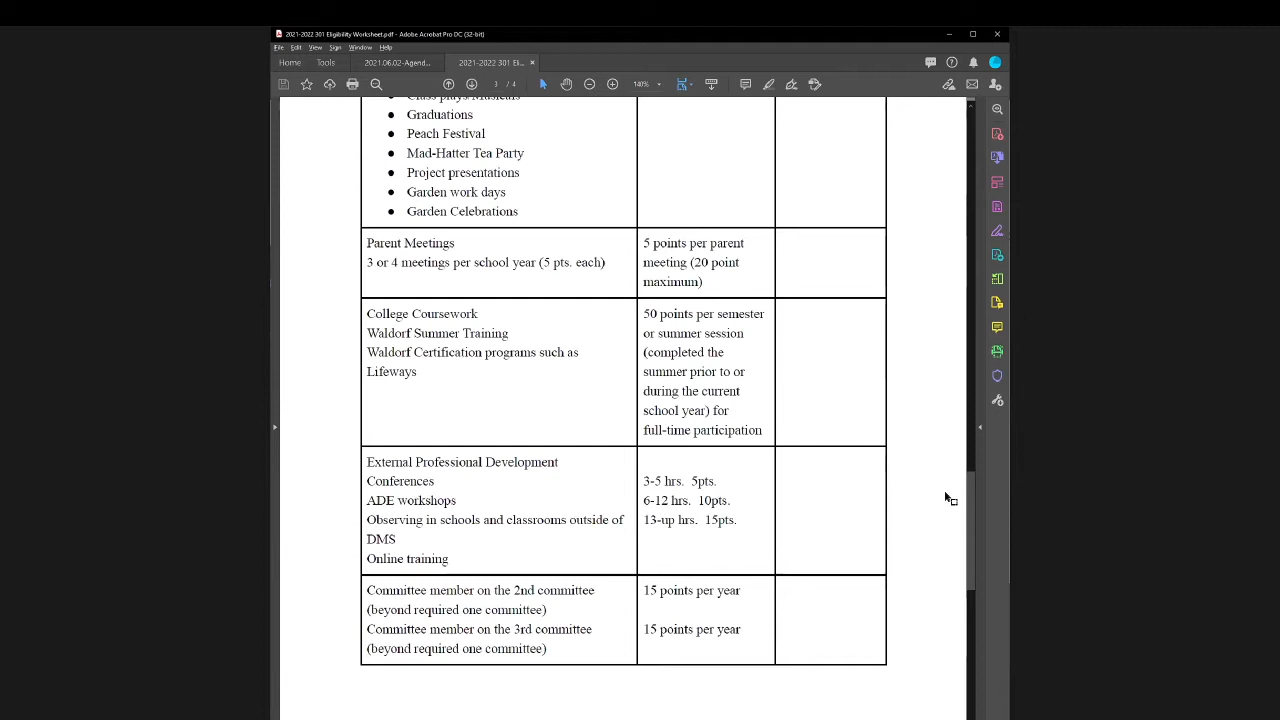 2021-2022 301 Eligibility Worksheet.pdf - Adobe Acrobat Pro DC (32-bit)
File Edit View Sign Window Help
Home Tools 2021.06.02-Agend... 2021-2022 301 Eli... ×
3 / 4 140%
Class plays Musicals
● Graduations
● Peach Festival
● Mad-Hatter Tea Party
● Project presentations
● Garden work days
● Garden Celebrations
Parent Meetings
3 or 4 meetings per school year (5 pts. each)
5 points per parent
meeting (20 point
maximum)
College Coursework
Waldorf Summer Training
Waldorf Certification programs such as
Lifeways
50 points per semester
or summer session
(completed the
summer prior to or
during the current
school year) for
full-time participation
External Professional Development
Conferences
ADE workshops
Observing in schools and classrooms outside of
DMS
Online training
3-5 hrs. 5pts.
6-12 hrs. 10pts.
13-up hrs. 15pts.
Committee member on the 2nd committee
(beyond required one committee)
Committee member on the 3rd committee
(beyond required one committee)
15 points per year
15 points per year